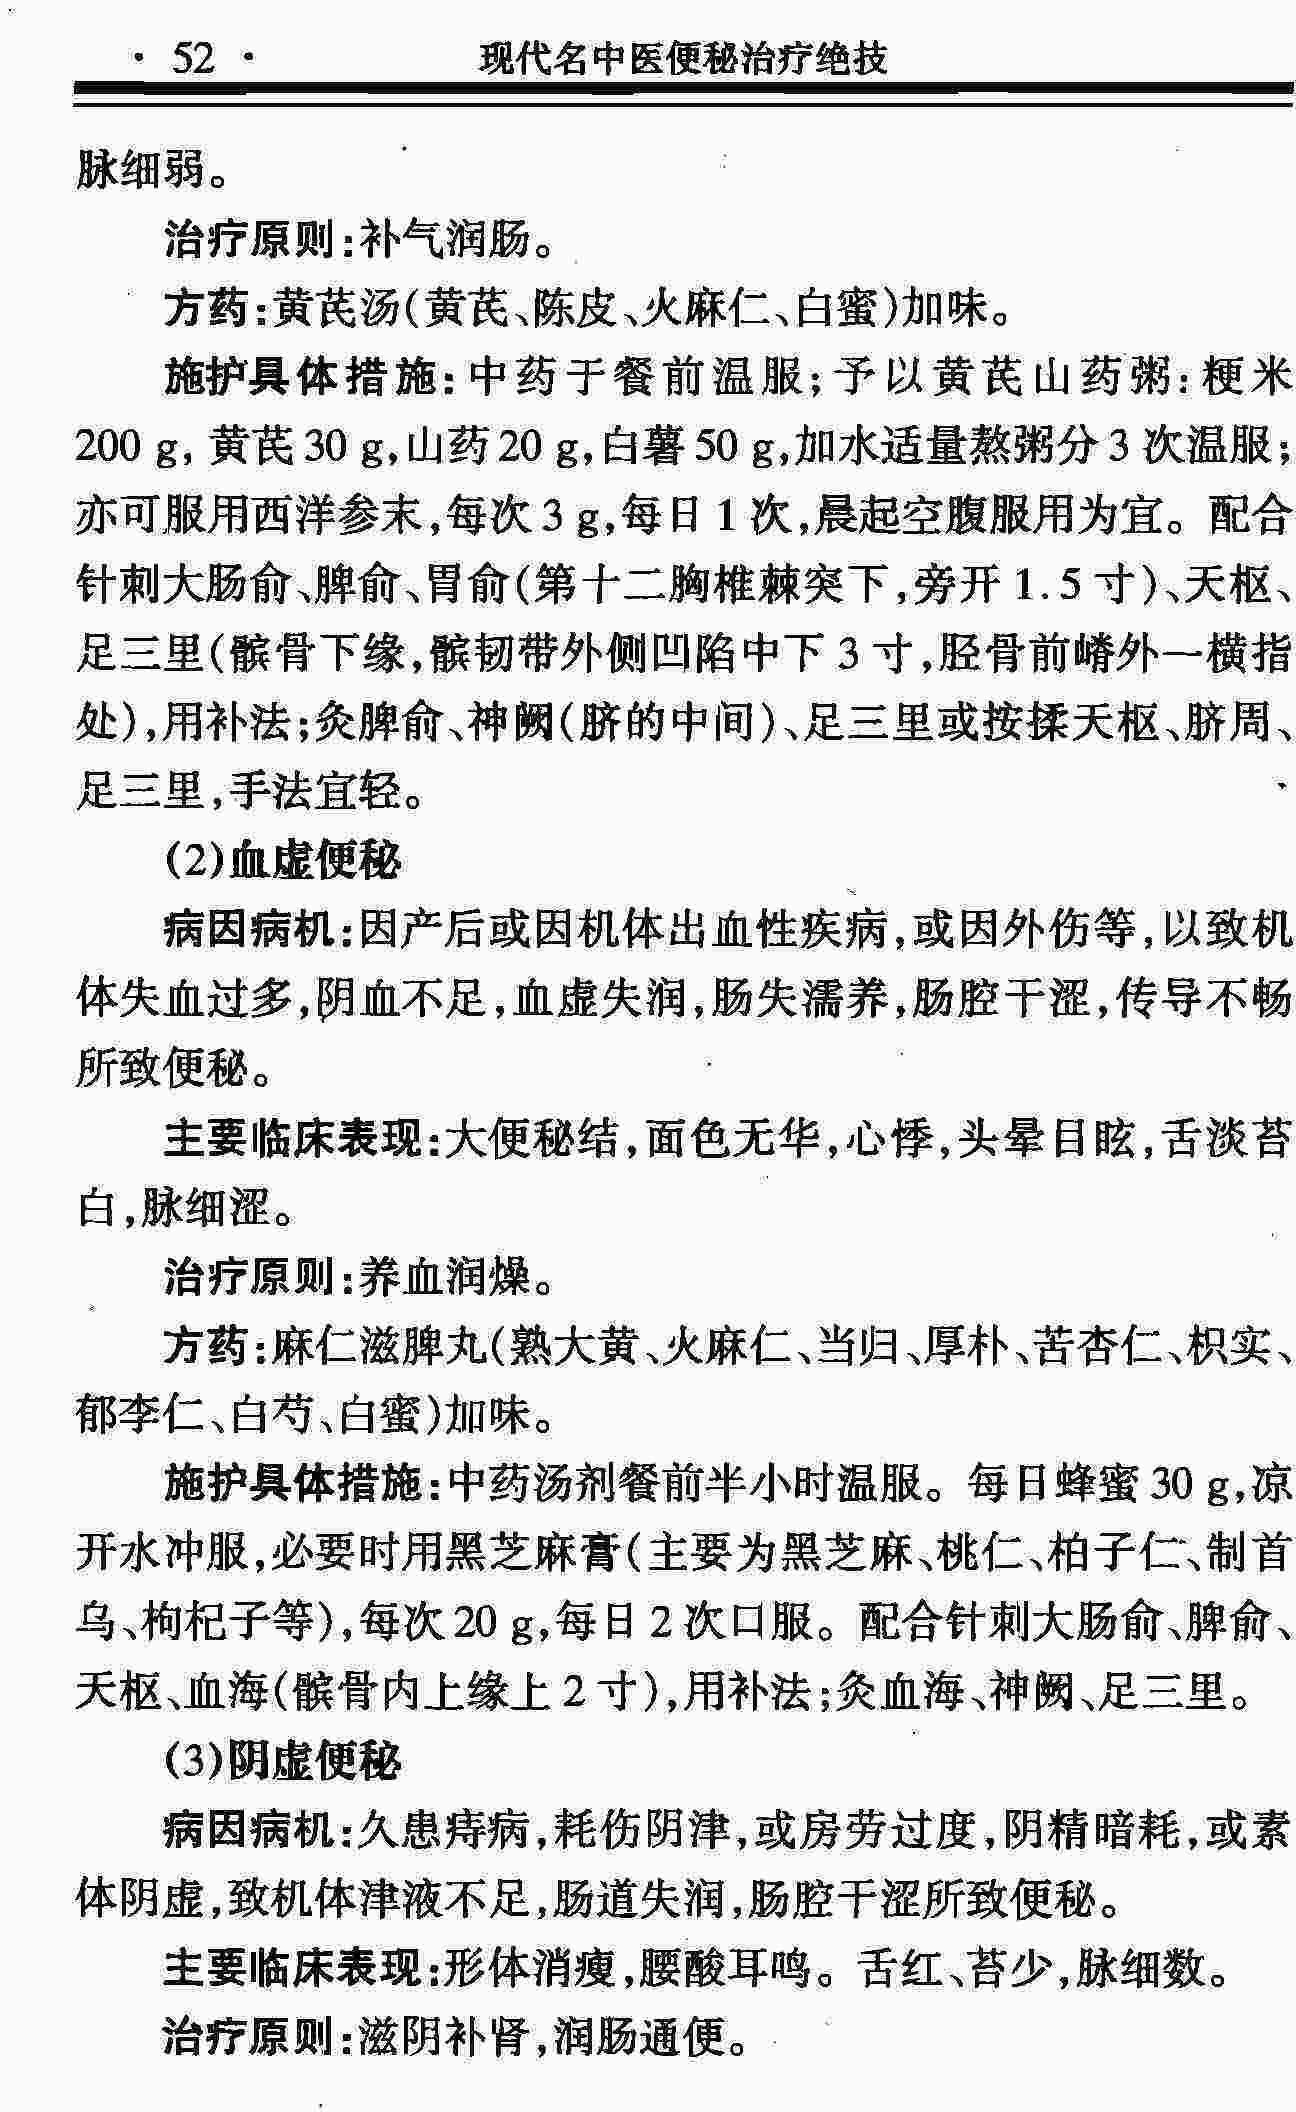 · 52 · 现代名中医便秘治疗绝技
脉细弱。
治疗原则:补气润肠。
方药:黄芪汤(黄芪、陈皮、火麻仁、白蜜)加味。
施护具体措施:中药于餐前温服;予以黄芪山药粥:粳米
200 g,黄芪 30 g,山药 20 g,白薯 50 g,加水适量熬粥分 3 次温服;
亦可服用西洋参末,每次 3 g,每日 1 次,晨起空腹服用为宜。配合
针刺大肠俞、脾俞、胃俞(第十二胸椎棘突下,旁开 1.5 寸)、天枢、
足三里(髌骨下缘,髌韧带外侧凹陷中下 3 寸,胫骨前嵴外一横指
处),用补法;灸脾俞、神阙(脐的中间)、足三里或按揉天枢、脐周、
足三里,手法宜轻。
(2)血虚便秘
病因病机:因产后或因机体出血性疾病,或因外伤等,以致机
体失血过多,阴血不足,血虚失润,肠失濡养,肠腔干涩,传导不畅
所致便秘。
主要临床表现:大便秘结,面色无华,心悸,头晕目眩,舌淡苔
白,脉细涩。
治疗原则:养血润燥。
方药:麻仁滋脾丸(熟大黄、火麻仁、当归、厚朴、苦杏仁、枳实、
郁李仁、白芍、白蜜)加味。
施护具体措施:中药汤剂餐前半小时温服。每日蜂蜜 30 g,凉
开水冲服,必要时用黑芝麻膏(主要为黑芝麻、桃仁、柏子仁、制首
乌、枸杞子等),每次 20 g,每日 2 次口服。配合针刺大肠俞、脾俞、
天枢、血海(髌骨内上缘上 2 寸),用补法;灸血海、神阙、足三里。
(3)阴虚便秘
病因病机:久患痔病,耗伤阴津,或房劳过度,阴精暗耗,或素
体阴虚,致机体津液不足,肠道失润,肠腔干涩所致便秘。
主要临床表现:形体消瘦,腰酸耳鸣。舌红、苔少,脉细数。
治疗原则:滋阴补肾,润肠通便。